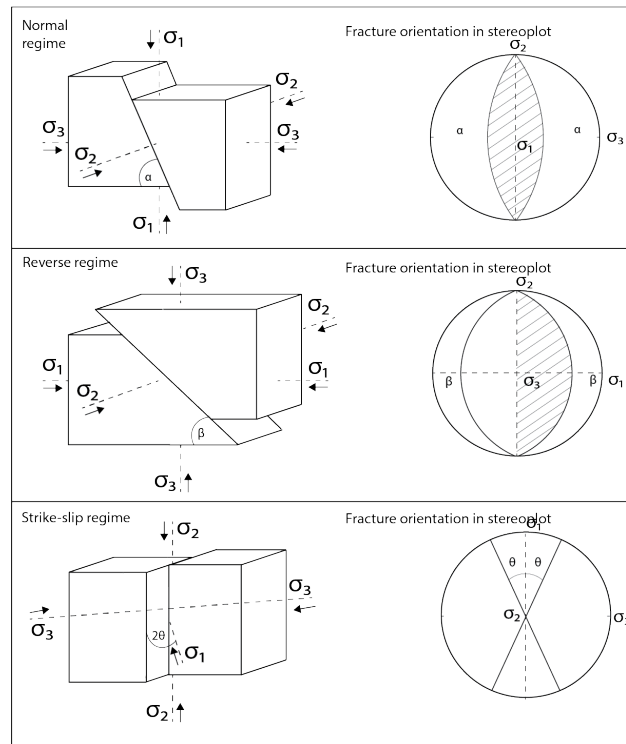 Normal
regime
Fracture orientation in stereoplot
σ₁
σ₂
σ₂
σ₃
σ₃
σ₂
α
σ₁
α
α
σ₁
σ₃
Reverse regime
Fracture orientation in stereoplot
σ₃
σ₂
σ₂
σ₁
σ₁
σ₂
β
σ₃
β
σ₃
β
σ₁
Strike-slip regime
Fracture orientation in stereoplot
σ₂
σ₁
σ₃
σ₃
2θ
σ₁
σ₂
θ
θ
σ₂